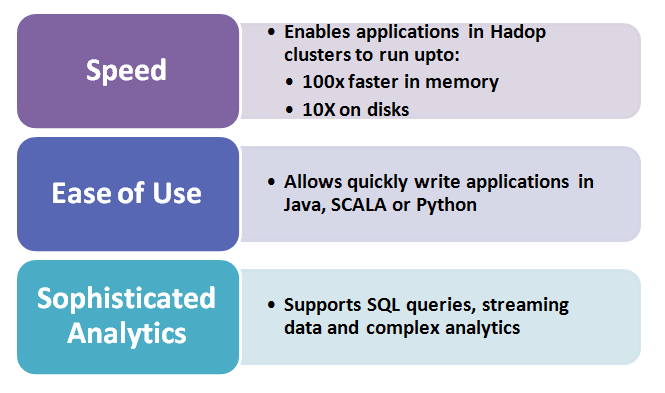 Speed
• Enables applications in Hadop
clusters to run upto:
• 100x faster in memory
• 10X on disks
Ease of Use
• Allows quickly write applications in
Java, SCALA or Python
Sophisticated
Analytics
• Supports SQL queries, streaming
data and complex analytics